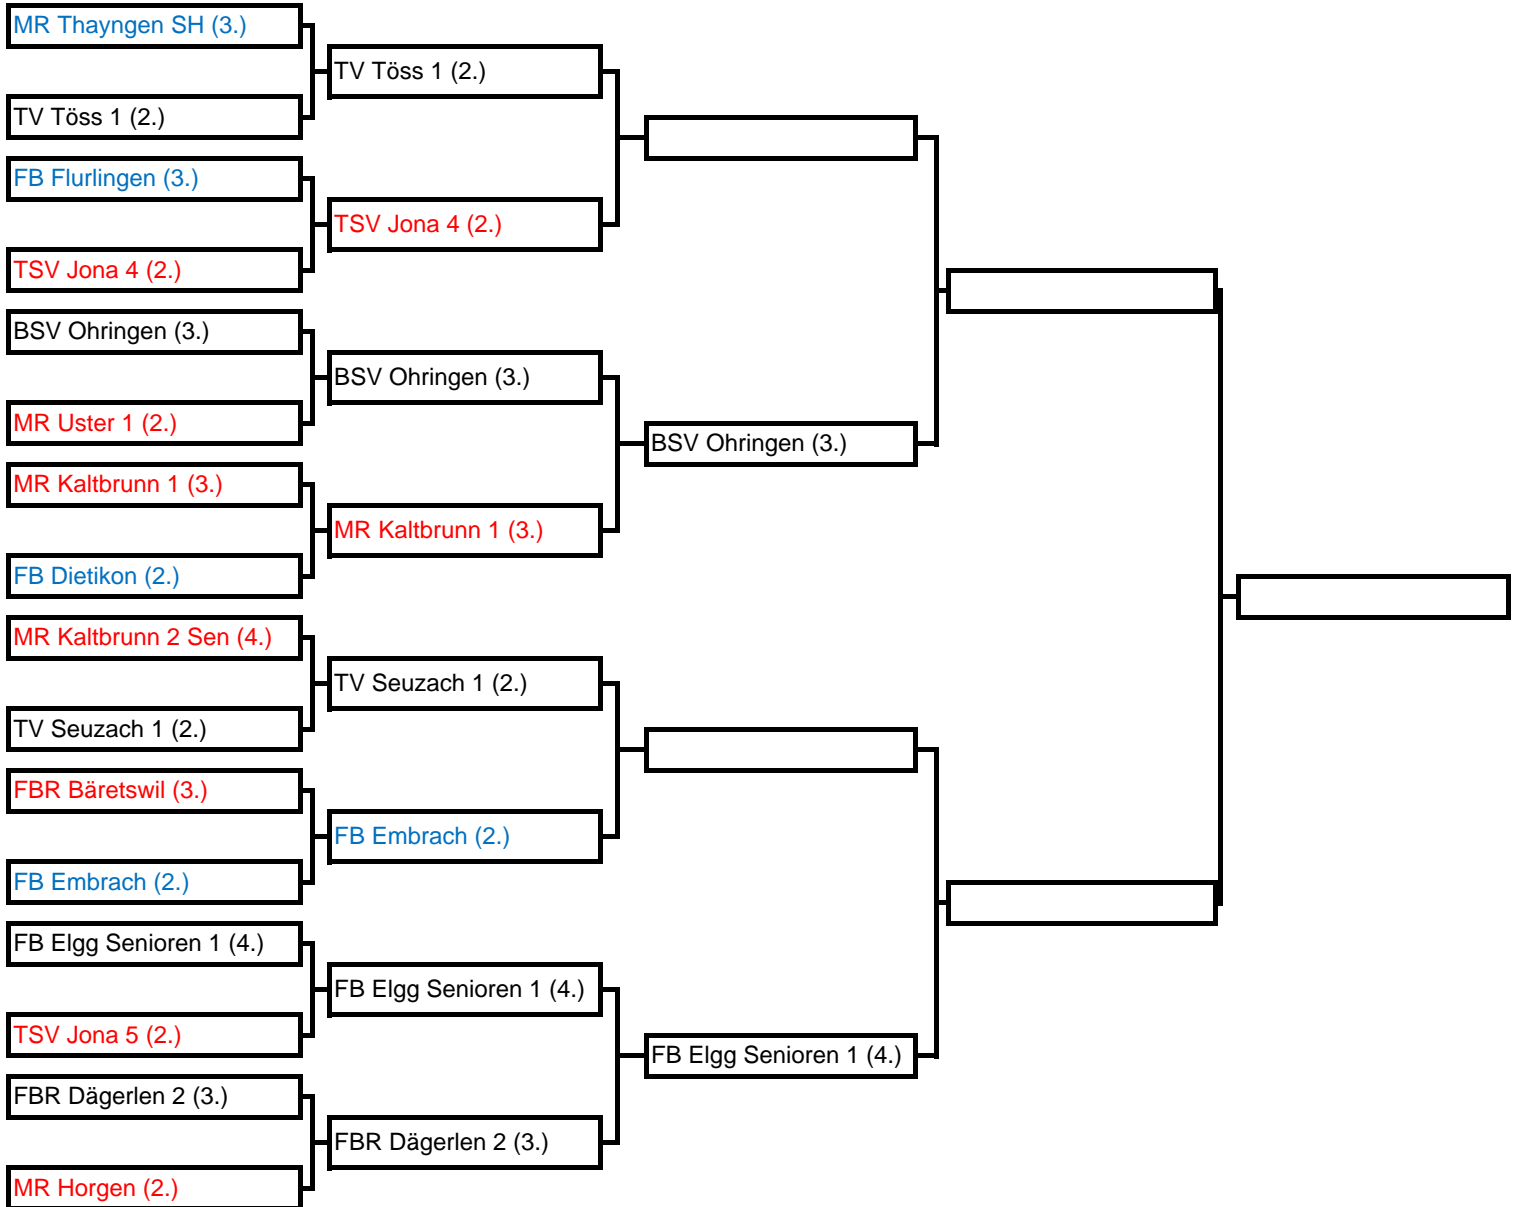 MR Thayngen SH (3.)
TV Töss 1 (2.)
FB Flurlingen (3.)
TSV Jona 4 (2.)
BSV Ohringen (3.)
MR Uster 1 (2.)
MR Kaltbrunn 1 (3.)
FB Dietikon (2.)
MR Kaltbrunn 2 Sen (4.)
TV Seuzach 1 (2.)
FBR Bäretswil (3.)
FB Embrach (2.)
FB Elgg Senioren 1 (4.)
TSV Jona 5 (2.)
FBR Dägerlen 2 (3.)
MR Horgen (2.)
TV Töss 1 (2.)
TSV Jona 4 (2.)
BSV Ohringen (3.)
MR Kaltbrunn 1 (3.)
TV Seuzach 1 (2.)
FB Embrach (2.)
FB Elgg Senioren 1 (4.)
FBR Dägerlen 2 (3.)
BSV Ohringen (3.)
FB Elgg Senioren 1 (4.)